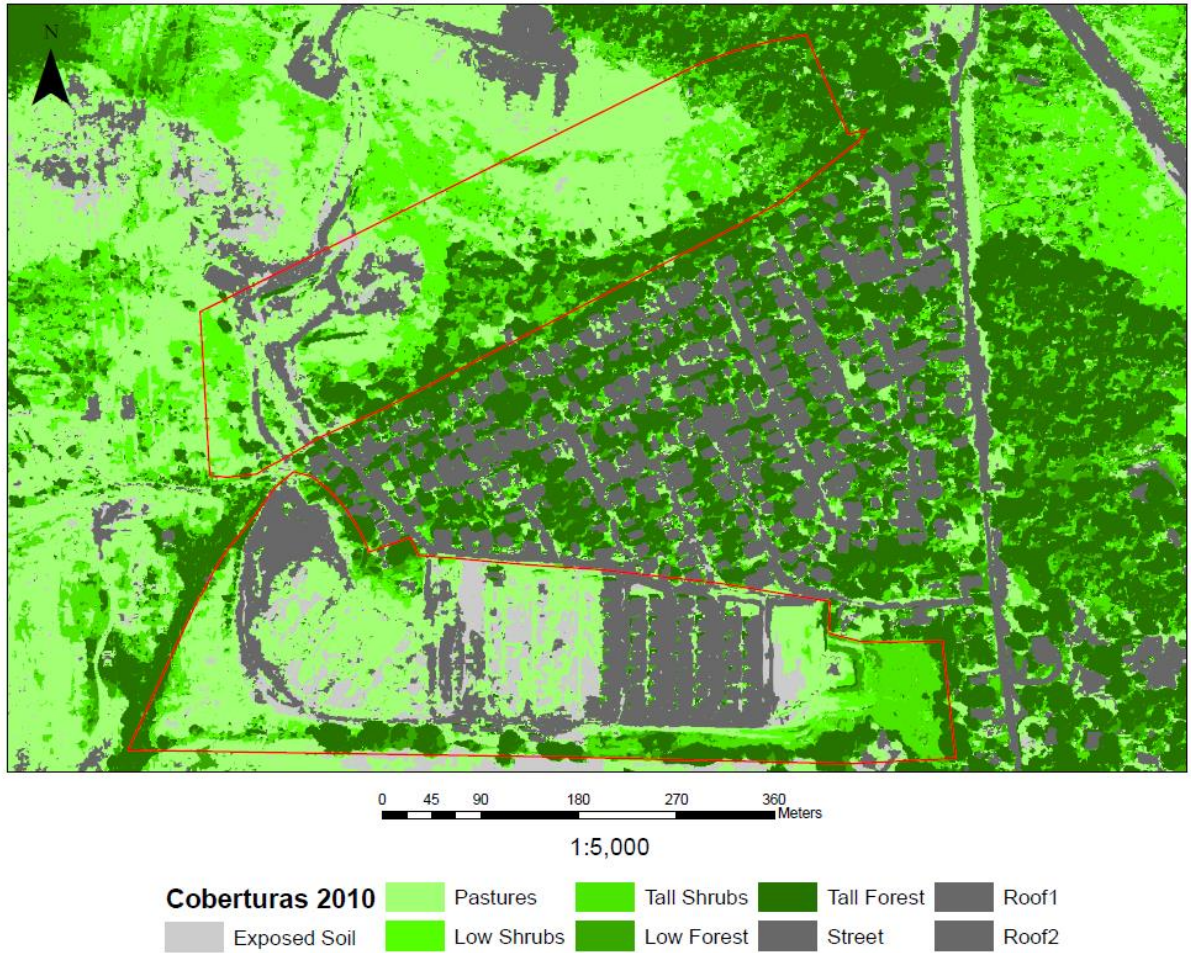 N
0 45 90 180 270 360
Meters
1:5,000
Coberturas 2010
Pastures
Tall Shrubs
Tall Forest
Roof1
Exposed Soil
Low Shrubs
Low Forest
Street
Roof2